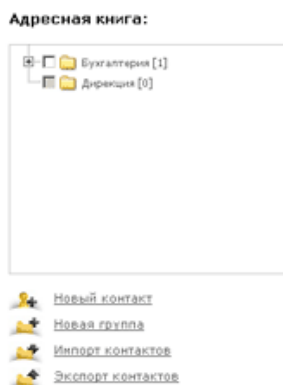 Адресная книга:
Бухгалтерия [1]
Дирекция [0]
Новый контакт
Новая группа
Импорт контактов
Экспорт контактов